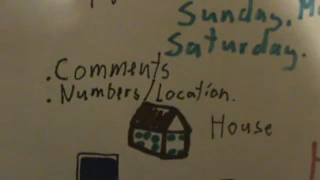 Sunday.
Saturday.
.Comments
.Numbers/Location.
House